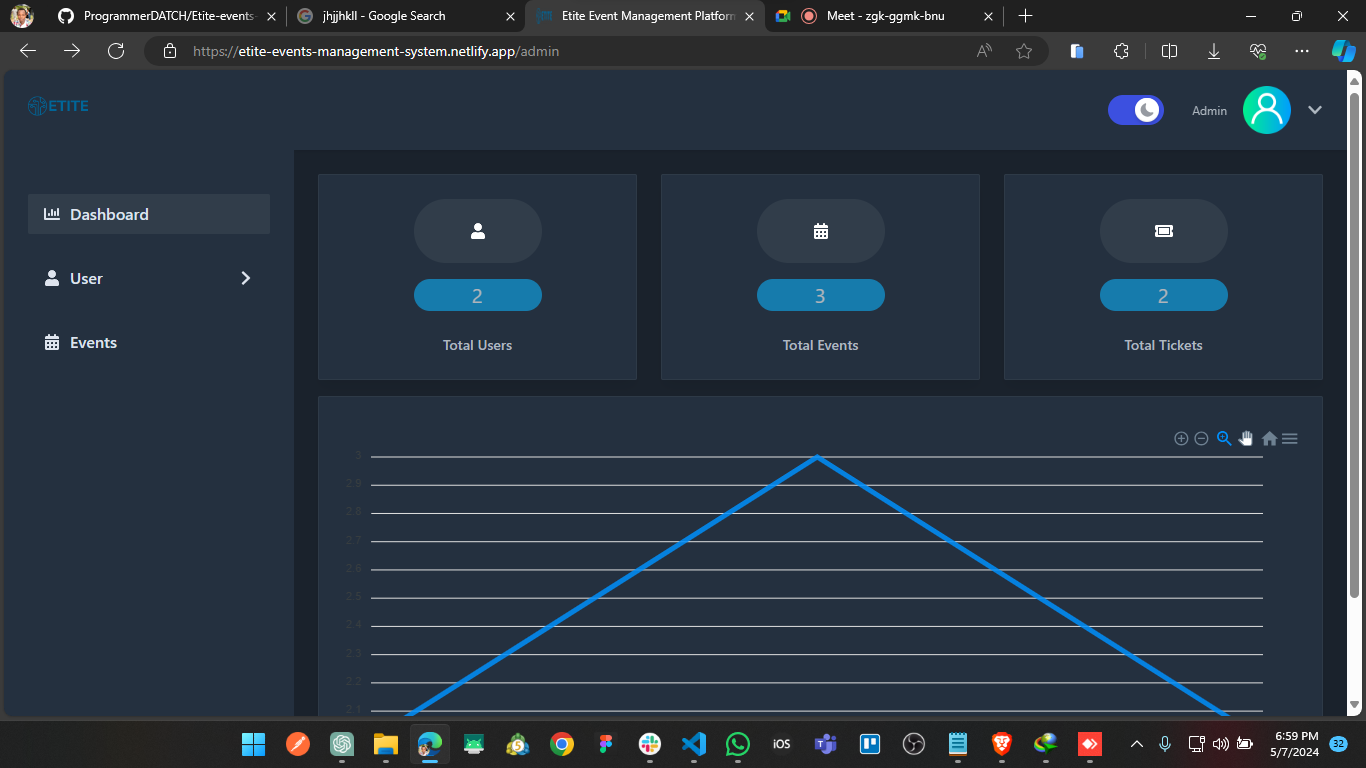 ProgrammerDATCH/Etite-events-
jhjjhkll - Google Search
Etite Event Management Platform
Meet - zgk-ggmk-bnu
https://etite-events-management-system.netlify.app/admin
ETITE
Admin
Dashboard
User
Events
2
3
2
Total Users
Total Events
Total Tickets
3
2.9
2.8
2.7
2.6
2.5
2.4
2.3
2.2
2.1
iOS
6:59 PM
5/7/2024
32